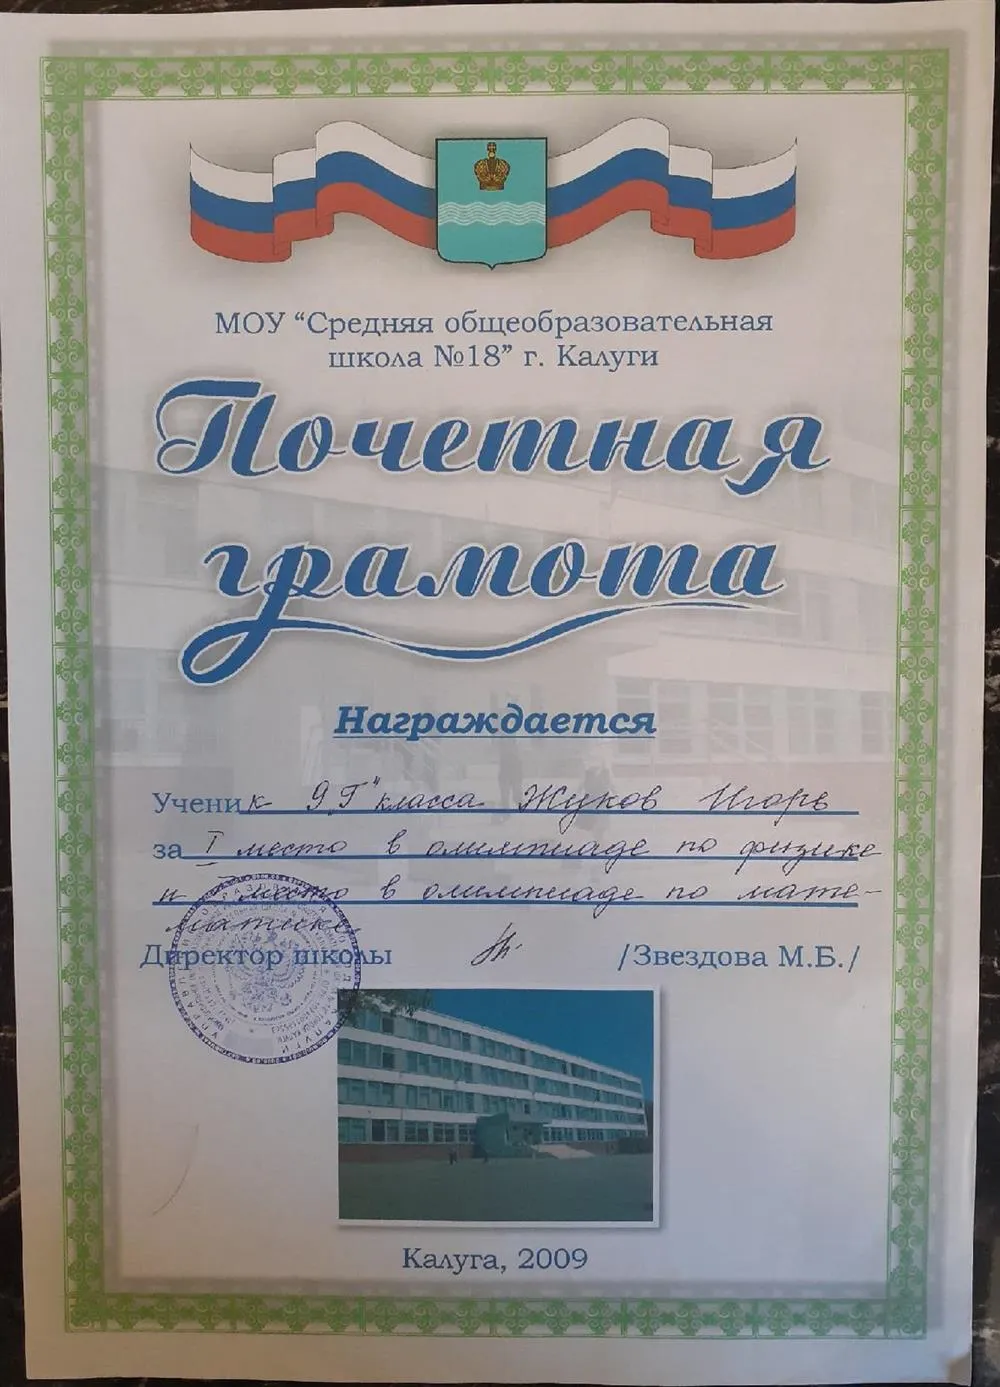 МОУ “Средняя общеобразовательная
школа №18” г. Калуги
Почетная
грамота
Награждается
Ученик 9 "Г" класса Жуков Игорь
за I место в олимпиаде по физике
и место в олимпиаде по мате-
матике
Директор школы /Звездова М.Б./
Калуга, 2009